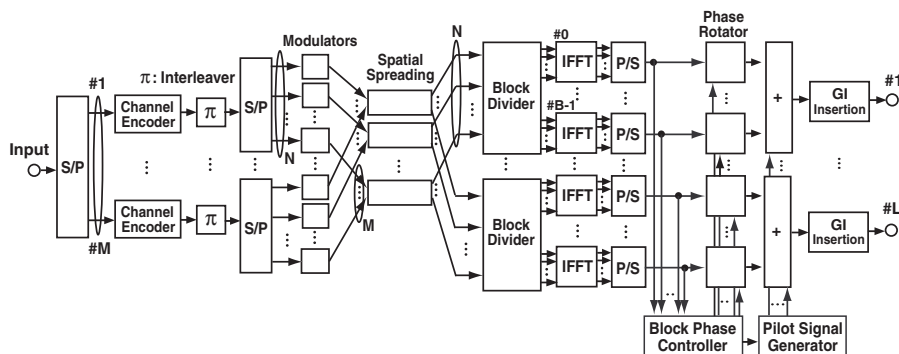 Input
S/P
#1
#M
Channel
Encoder
π
π: Interleaver
Channel
Encoder
π
S/P
N
S/P
Modulators
Spatial
Spreading
M
N
Block
Divider
Block
Divider
#0
IFFT
P/S
#B-1
IFFT
P/S
IFFT
P/S
IFFT
P/S
Phase
Rotator
+
+
GI
Insertion
#1
GI
Insertion
#L
Block Phase
Controller
Pilot Signal
Generator